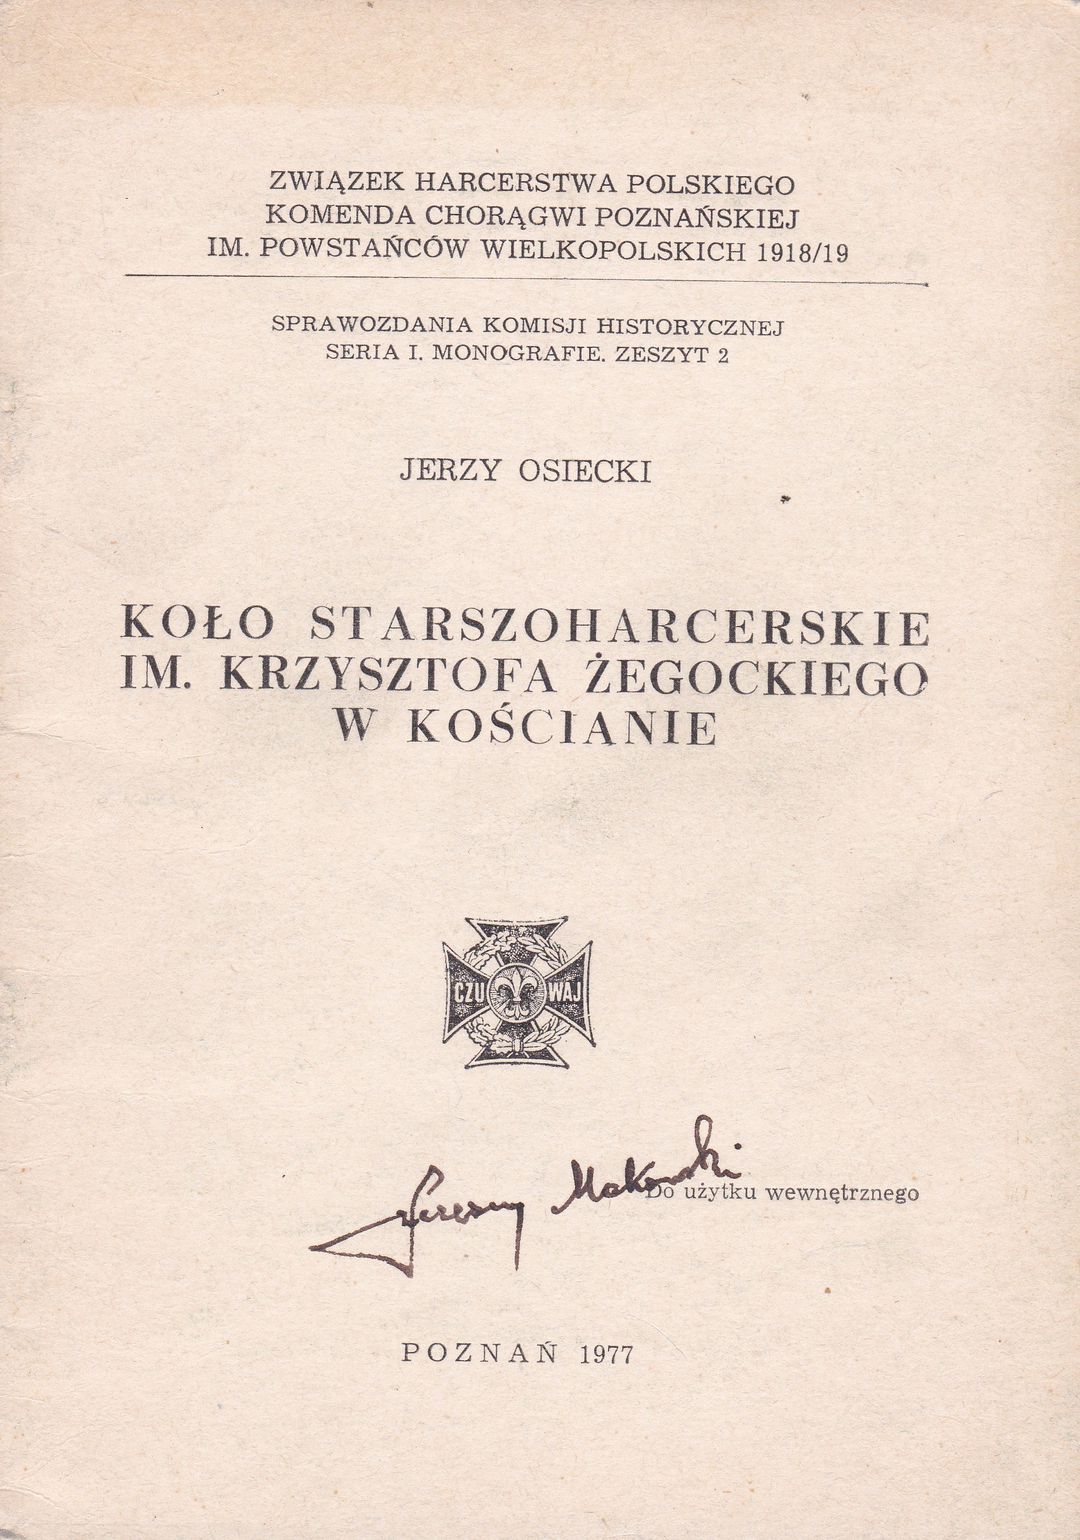 ZWIĄZEK HARCERSTWA POLSKIEGO
KOMENDA CHORĄGWI POZNAŃSKIEJ
IM. POWSTAŃCÓW WIELKOPOLSKICH 1918/19
SPRAWOZDANIA KOMISJI HISTORYCZNEJ
SERIA I. MONOGRAFIE. ZESZYT 2
JERZY OSIECKI
KOŁO STARSZOHARCERSKIE
IM. KRZYSZTOFA ŻEGOCKIEGO
W KOŚCIANIE
CZU WAJ
Makowski
Do użytku wewnętrznego
POZNAŃ 1977